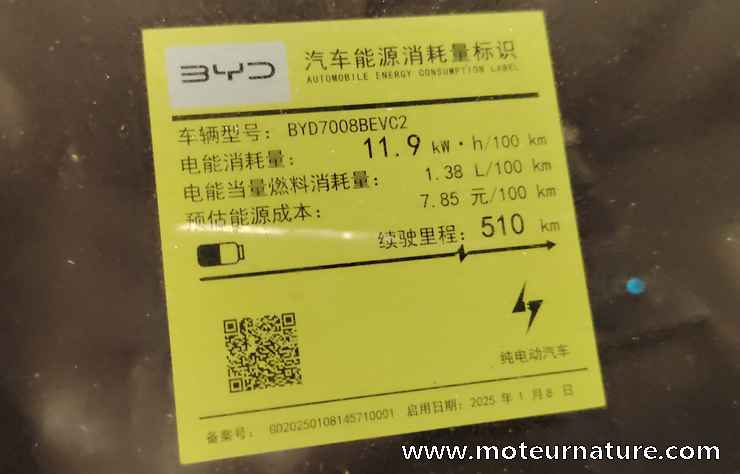 BYD
汽车能源消耗量标识
AUTOMOBILE ENERGY CONSUMPTION LABEL
车辆型号: BYD7008BEVC2
电能消耗量: 11.9 kW·h/100 km
电能当量燃料消耗量: 1.38 L/100 km
预估能源成本: 7.85 元/100 km
续驶里程: 510 km
纯电动汽车
备案号: GD20250108145710001 启用日期: 2025 年 1 月 8 日
www.moteurnature.com